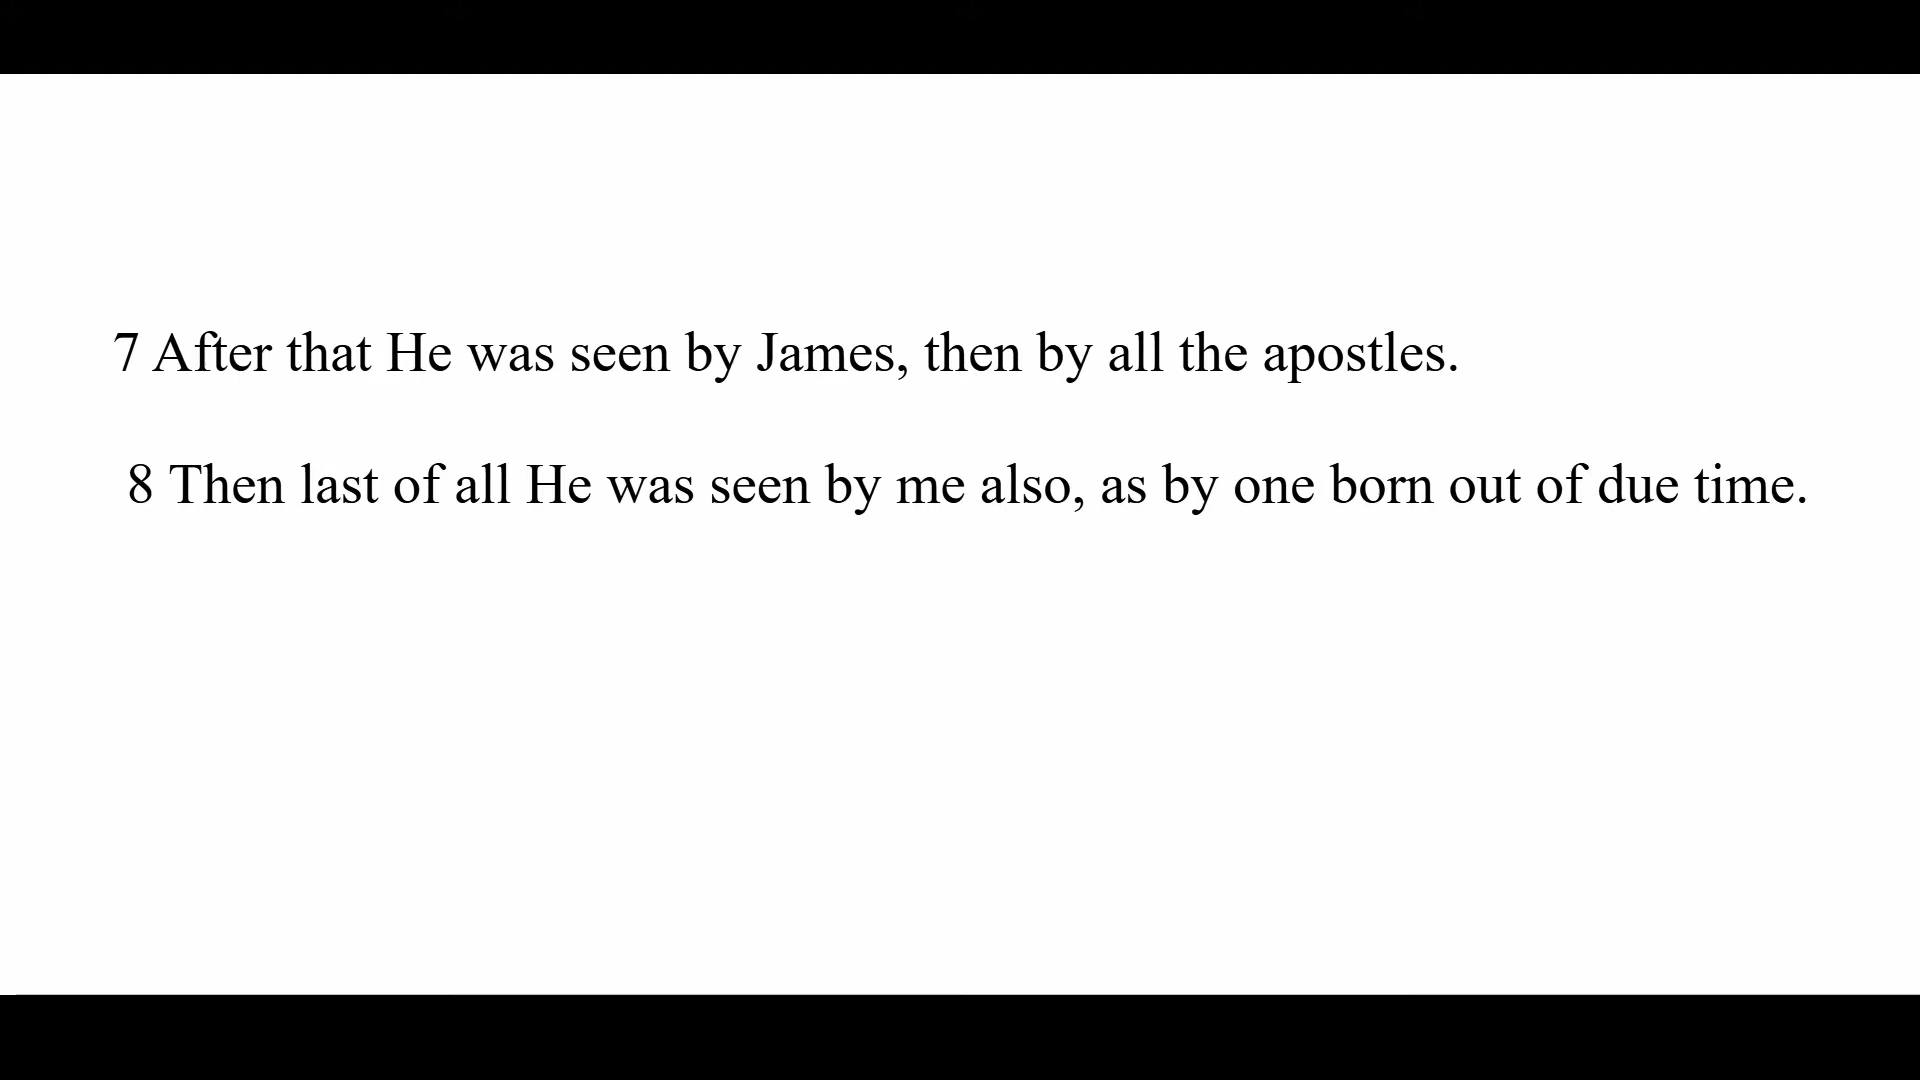 7 After that He was seen by James, then by all the apostles.
8 Then last of all He was seen by me also, as by one born out of due time.